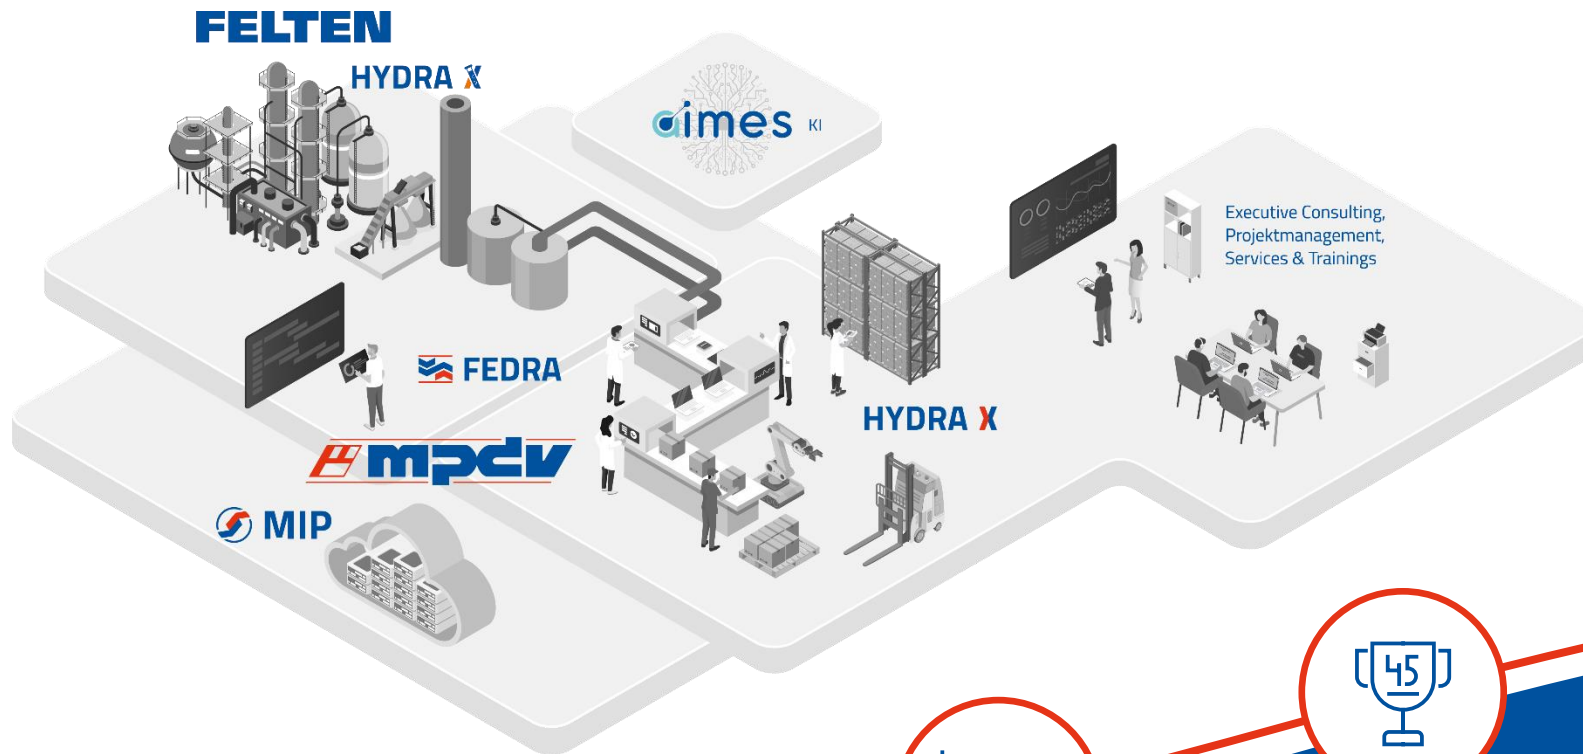 FELTEN
HYDRA X
aimes KI
Executive Consulting,
Projektmanagement,
Services & Trainings
FEDRA
HYDRA X
mpdv
MIP
45